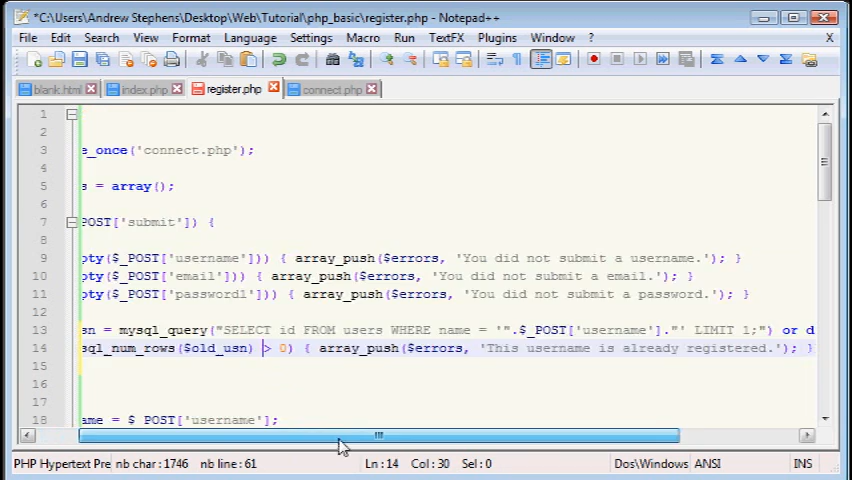 *C:\Users\Andrew Stephens\Desktop\Web\Tutorial\php_basic\register.php - Notepad++
File Edit Search View Format Language Settings Macro Run TextFX Plugins Window ? X
blank.html index.php register.php connect.php
1
2
3 e_once('connect.php');
4
5 s = array();
6
7 POST['submit']) {
8
9 pty($_POST['username'])) { array_push($errors, 'You did not submit a username.'); }
10 pty($_POST['email'])) { array_push($errors, 'You did not submit a email.'); }
11 pty($_POST['password1'])) { array_push($errors, 'You did not submit a password.'); }
12
13 sn = mysql_query("SELECT id FROM users WHERE name = '".$_POST['username']."' LIMIT 1;") or d
14 sql_num_rows($old_usn) > 0) { array_push($errors, 'This username is already registered.'); }
15
16
17
18 ame = $_POST['username'];
PHP Hypertext Pre nb char : 1746 nb line : 61 Ln : 14 Col : 30 Sel : 0 Dos\Windows ANSI INS